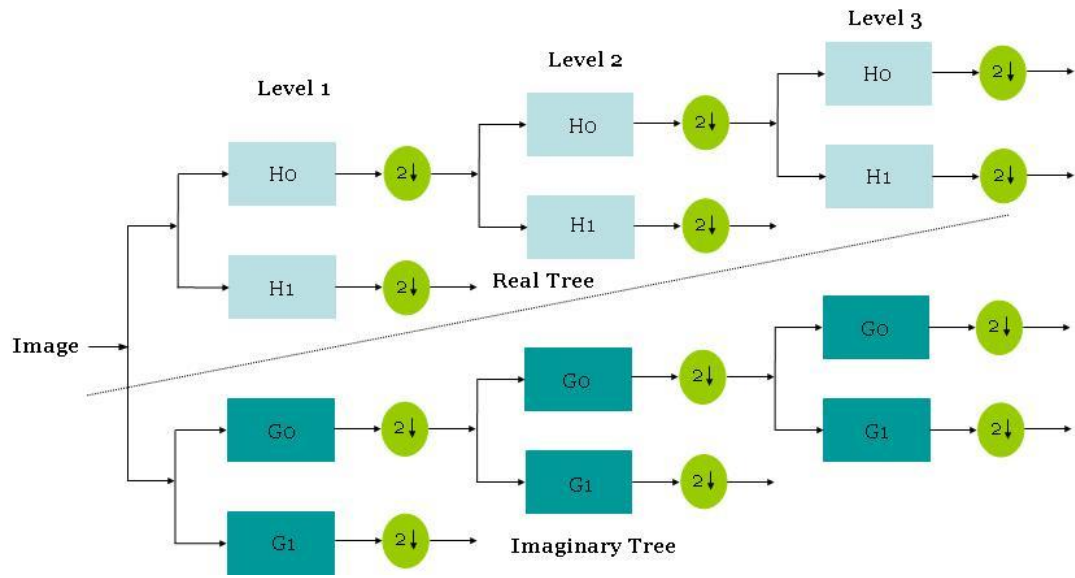 Level 1
Level 2
Level 3
H0
2↓
H0
2↓
H0
2↓
H1
2↓
H1
2↓
H1
2↓
Real Tree
Image
G0
2↓
G0
2↓
G0
2↓
G1
2↓
G1
2↓
G1
2↓
Imaginary Tree